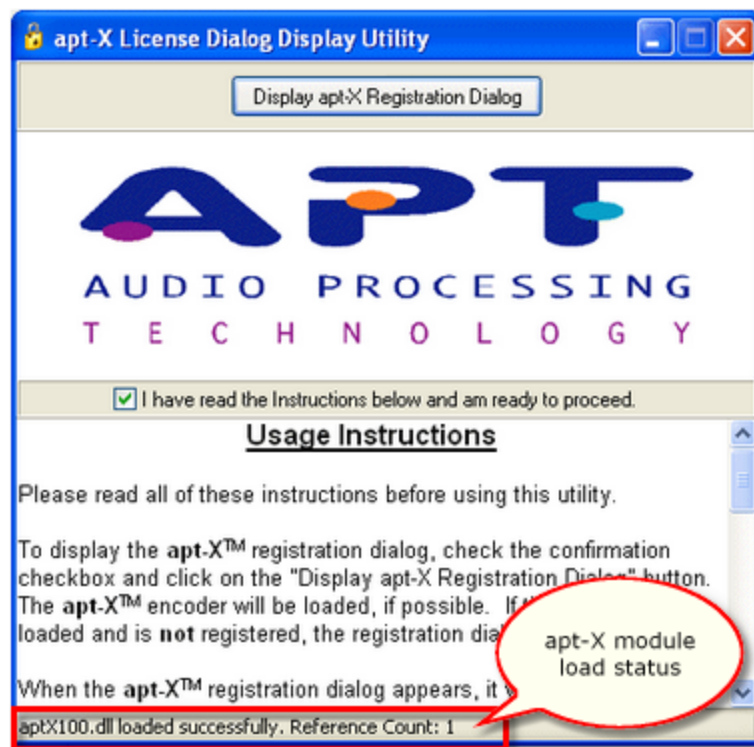 apt-X License Dialog Display Utility
Display apt-X Registration Dialog
APT
AUDIO PROCESSING
TECHNOLOGY
I have read the Instructions below and am ready to proceed.
Usage Instructions
Please read all of these instructions before using this utility.
To display the apt-X™ registration dialog, check the confirmation
checkbox and click on the "Display apt-X Registration Dialog" button.
The apt-X™ encoder will be loaded, if possible. If
loaded and is not registered, the registration
When the apt-X™ registration dialog appears, it
apt-X module
load status
aptX100.dll loaded successfully. Reference Count: 1